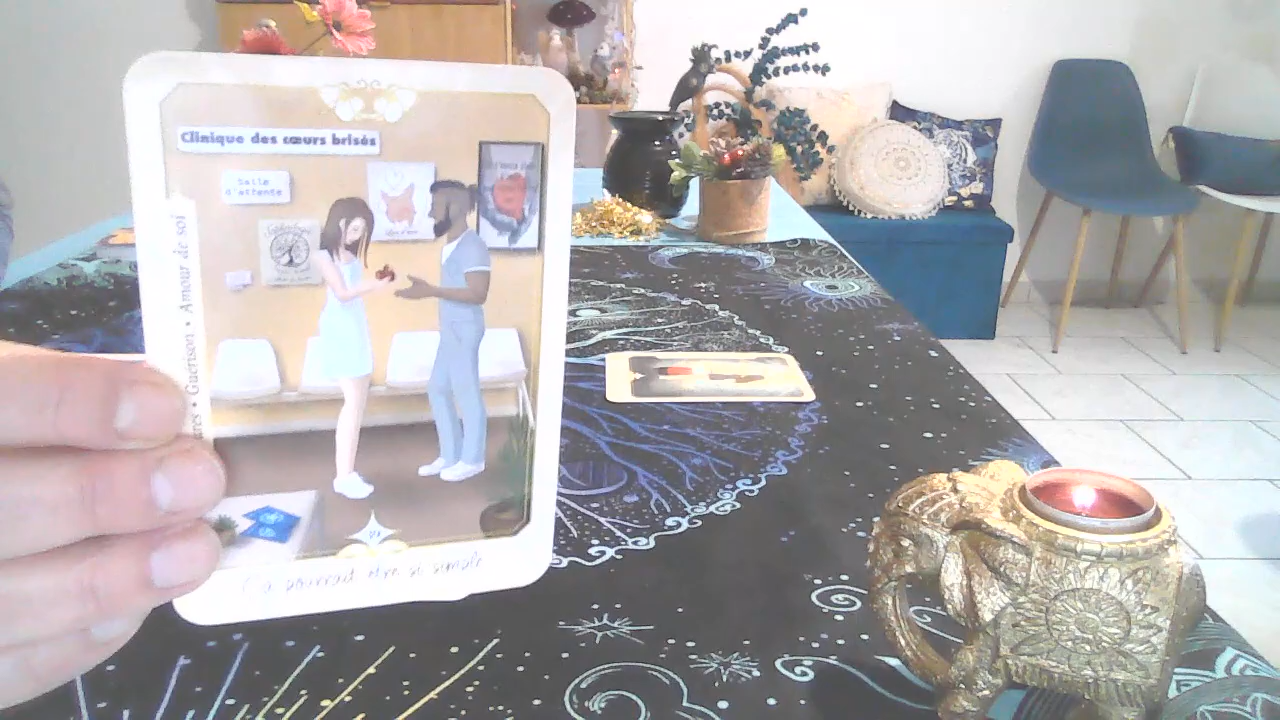 Clinique des cœurs brisés
Salle
d'attente
Guérison • Amour de soi
Ça pourrait être si simple